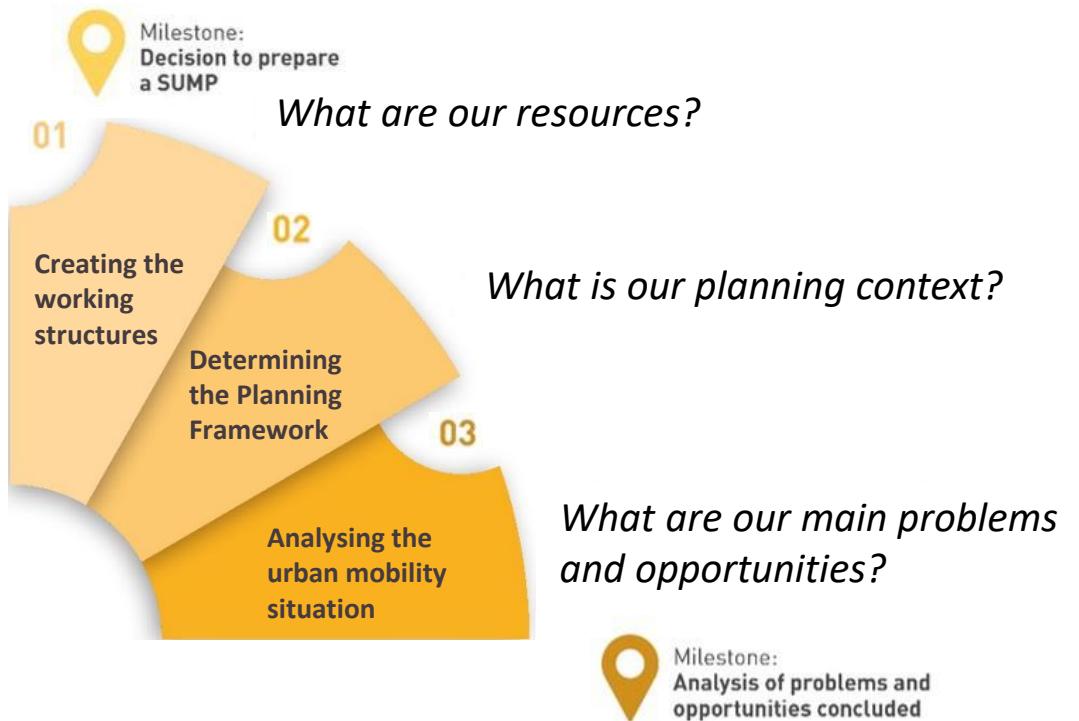 Milestone:
Decision to prepare
a SUMP
What are our resources?
01
02
Creating the
working
structures
What is our planning context?
Determining
the Planning
Framework
03
What are our main problems
and opportunities?
Analysing the
urban mobility
situation
Milestone:
Analysis of problems and
opportunities concluded